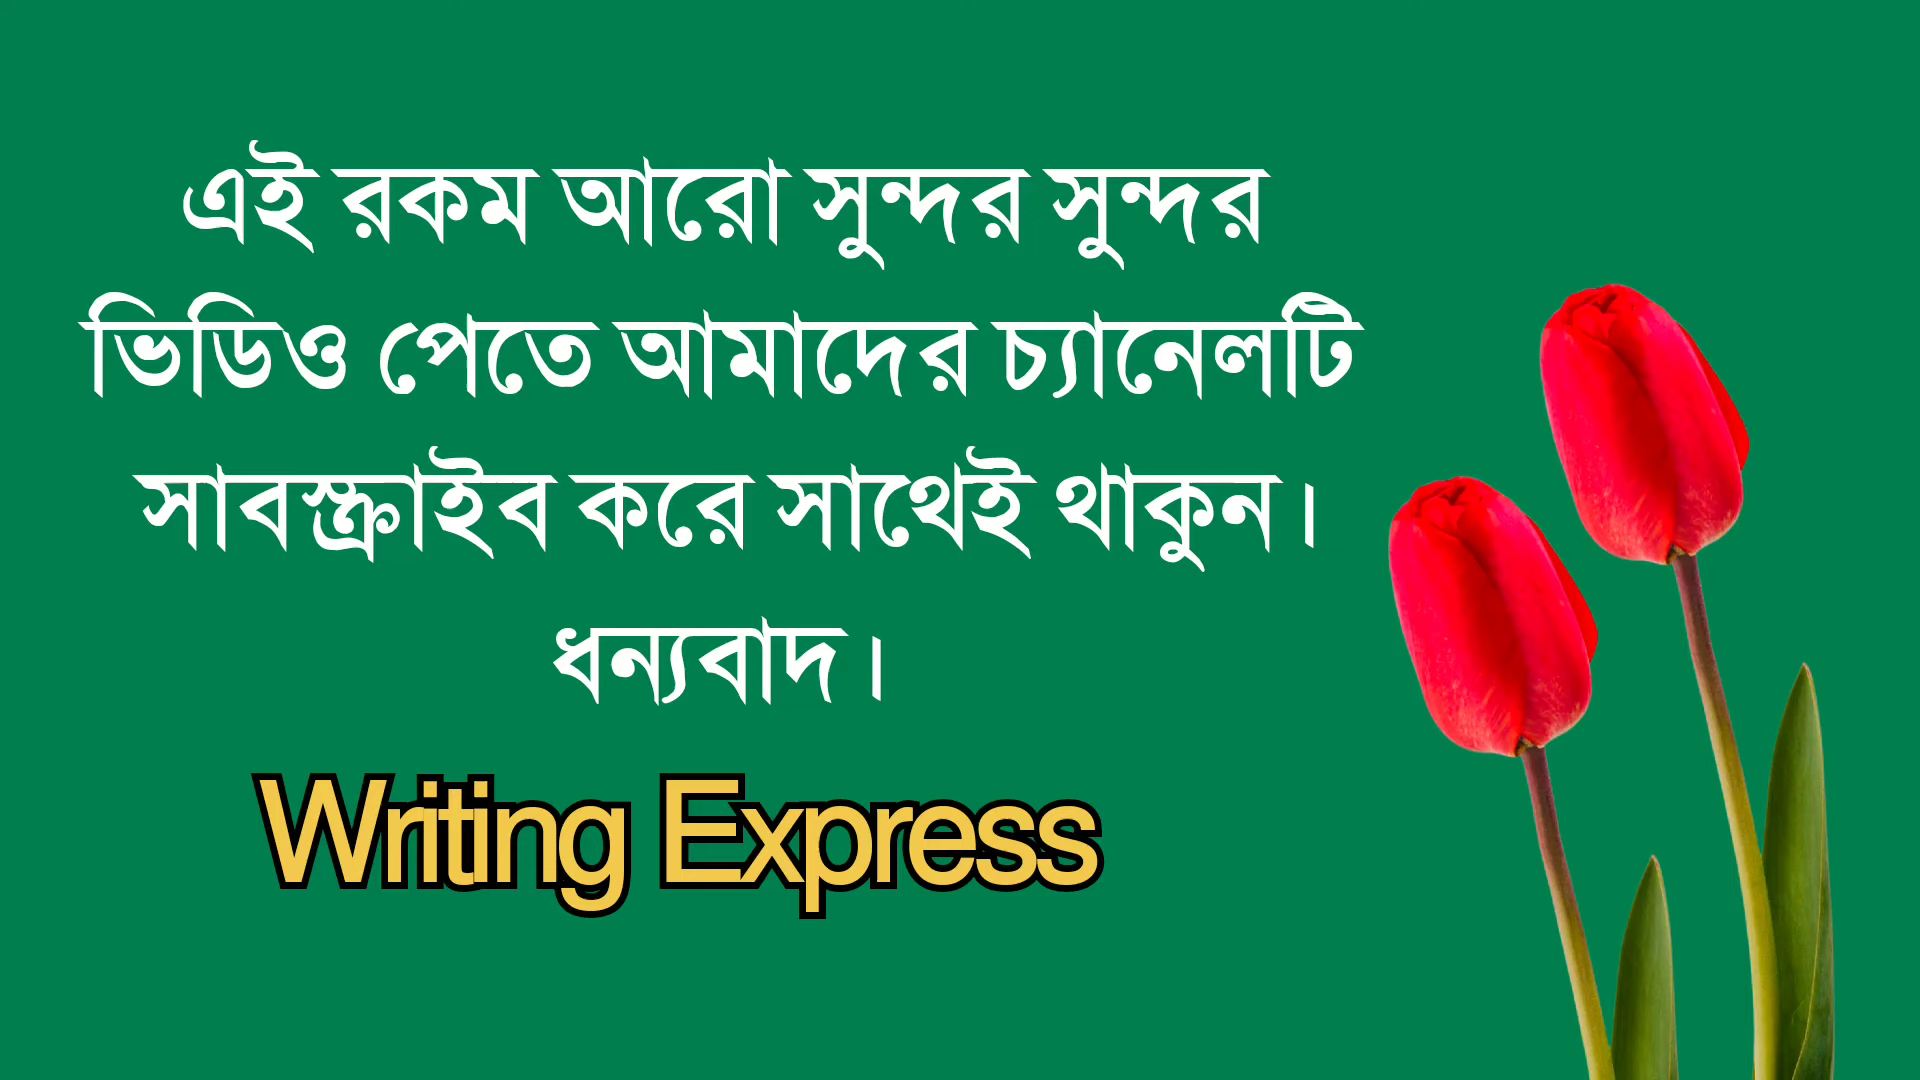 এই রকম আরো সুন্দর সুন্দর
ভিডিও পেতে আমাদের চ্যানেলটি
সাবস্ক্রাইব করে সাথেই থাকুন।
ধন্যবাদ।
Writing Express